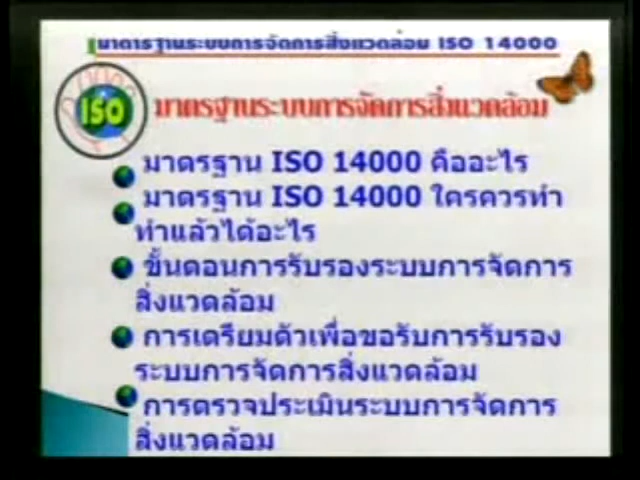 มาตรฐานระบบการจัดการสิ่งแวดล้อม ISO 14000
ISO
มาตรฐานระบบการจัดการสิ่งแวดล้อม
มาตรฐาน ISO 14000 คืออะไร
มาตรฐาน ISO 14000 ใครควรทำ
ทำแล้วได้อะไร
ขั้นตอนการรับรองระบบการจัดการ
สิ่งแวดล้อม
การเตรียมตัวเพื่อขอรับการรับรอง
ระบบการจัดการสิ่งแวดล้อม
การตรวจประเมินระบบการจัดการ
สิ่งแวดล้อม